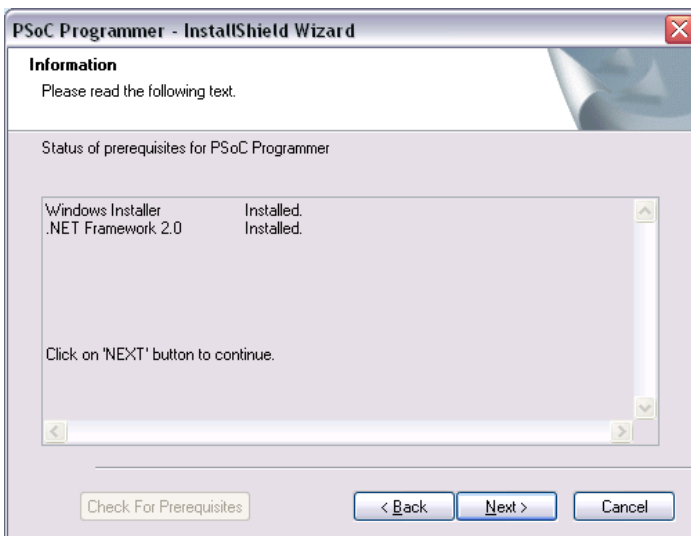 PSoC Programmer - InstallShield Wizard
Information
Please read the following text.
Status of prerequisites for PSoC Programmer
Windows Installer Installed.
.NET Framework 2.0 Installed.
Click on 'NEXT' button to continue.
Check For Prerequisites < Back Next > Cancel